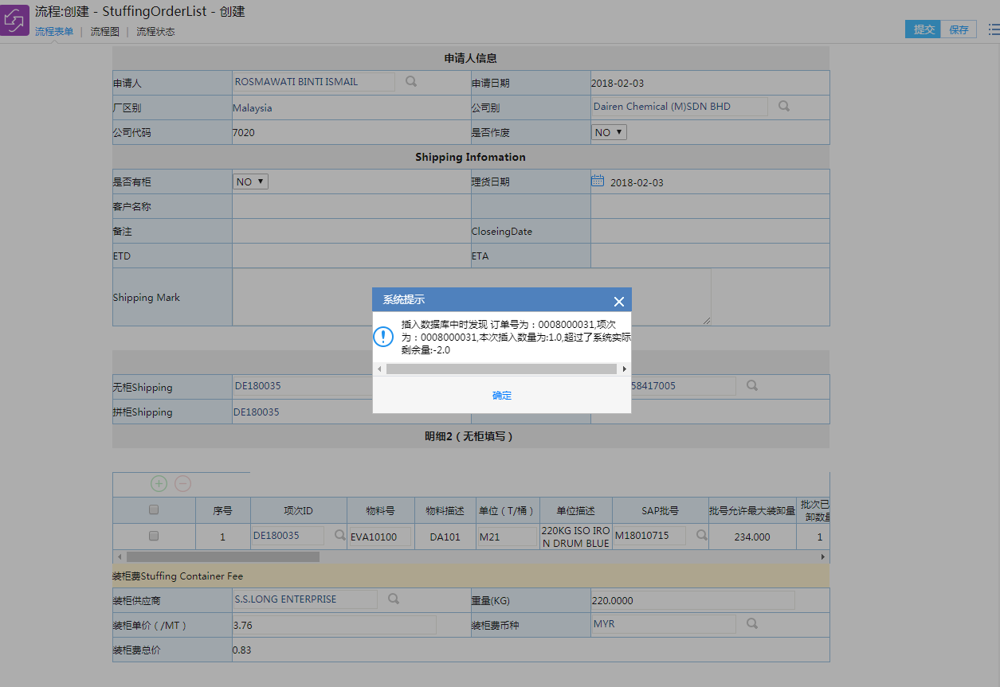 流程:创建 - StuffingOrderList - 创建
流程表单 | 流程图 | 流程状态
提交 保存
申请人信息
申请人 ROSMAWATI BINTI ISMAIL 申请日期 2018-02-03
厂区别 Malaysia 公司别 Dairen Chemical (M)SDN BHD
公司代码 7020 是否作废 NO
Shipping Infomation
是否有柜 NO 理货日期 2018-02-03
客户名称
备注 CloseingDate
ETD ETA
Shipping Mark
系统提示
插入数据库中时发现 订单号为：0008000031,项次
为：0008000031,本次插入数量为:1.0,超过了系统实际
剩余量:-2.0
确定
无柜Shipping DE180035 58417005
拼柜Shipping DE180035
明细2（无柜填写）
序号 项次ID 物料号 物料描述 单位（T/桶） 单位描述 SAP批号 批号允许最大装卸量 批次已
卸数量
1 DE180035 EVA10100 DA101 M21 220KG ISO IRO
N DRUM BLUE M18010715 234.000 1
装柜费Stuffing Container Fee
装柜供应商 S.S.LONG ENTERPRISE 重量(KG) 220.0000
装柜单价（/MT） 3.76 装柜费币种 MYR
装柜费总价 0.83